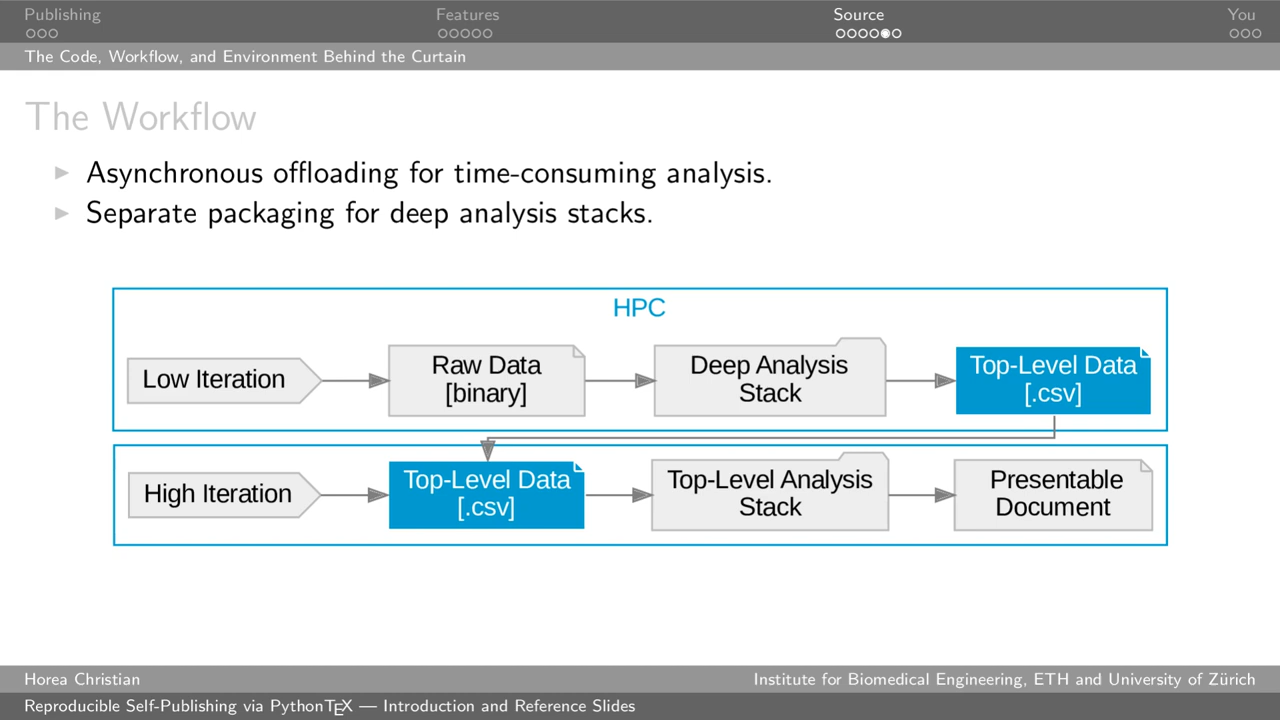 Publishing
Features
Source
You
The Code, Workflow, and Environment Behind the Curtain
The Workflow
Asynchronous offloading for time-consuming analysis.
Separate packaging for deep analysis stacks.
HPC
Low Iteration
Raw Data
[binary]
Deep Analysis
Stack
Top-Level Data
[.csv]
High Iteration
Top-Level Data
[.csv]
Top-Level Analysis
Stack
Presentable
Document
Horea Christian
Institute for Biomedical Engineering, ETH and University of Zürich
Reproducible Self-Publishing via PythonTEX — Introduction and Reference Slides